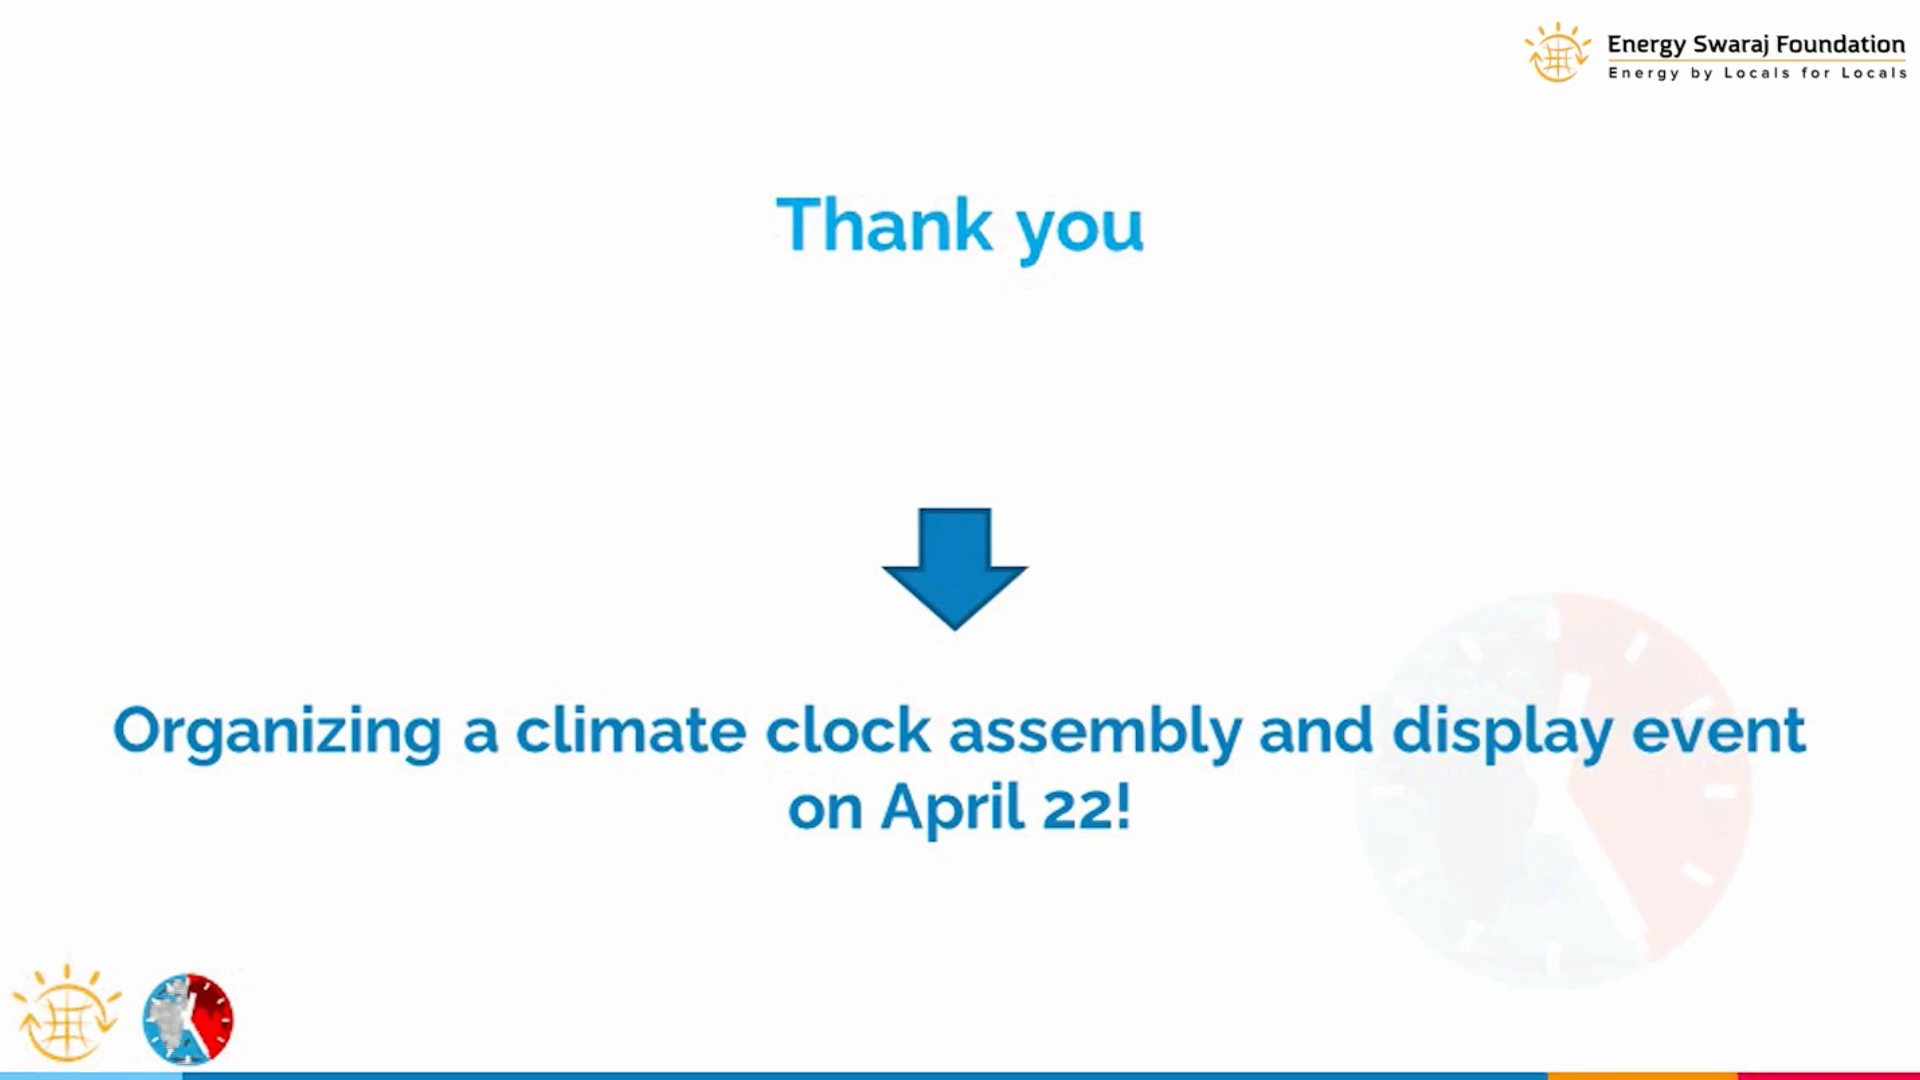 Energy Swaraj Foundation
Energy by Locals for Locals
Thank you
Organizing a climate clock assembly and display event
on April 22!